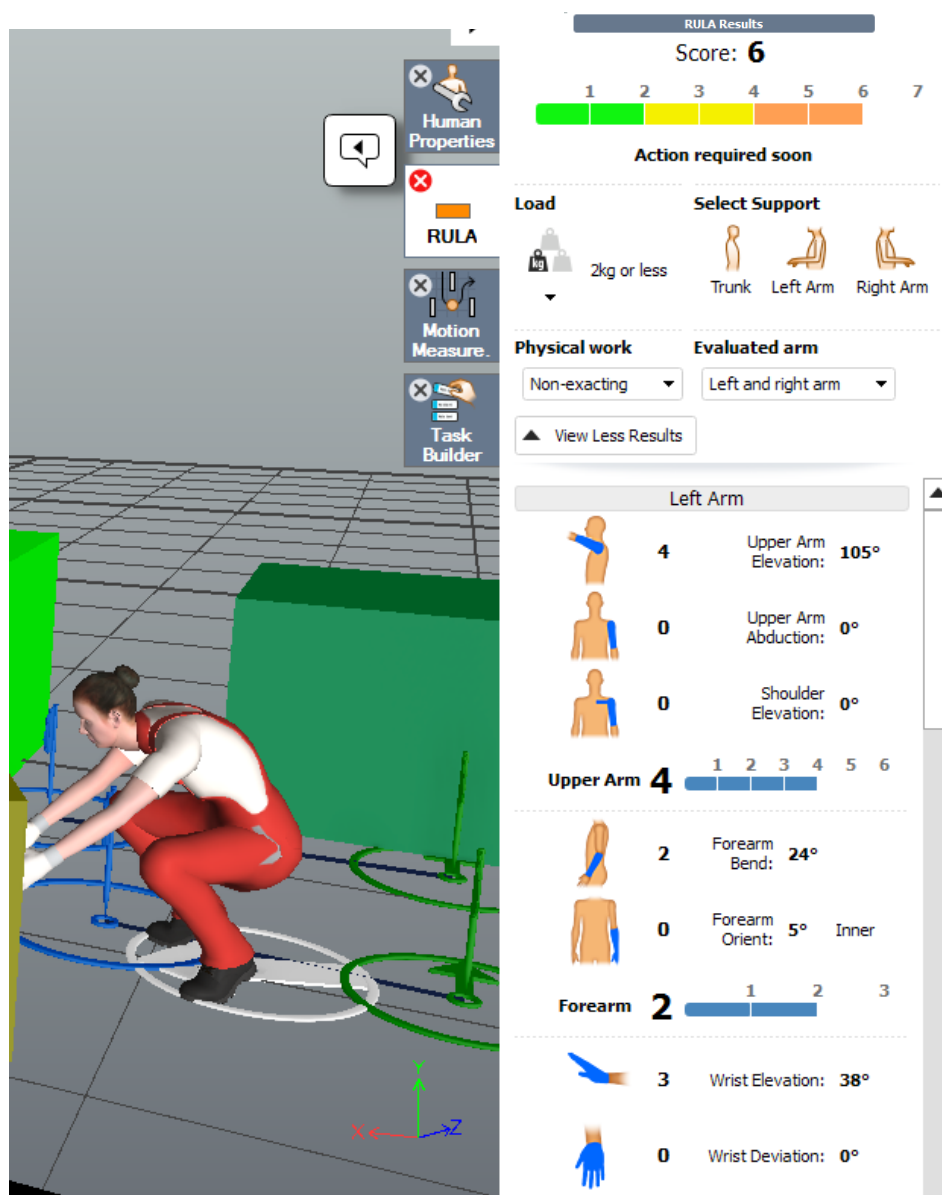 Human
Properties
RULA
Motion
Measure.
Task
Builder
Y
X
Z
RULA Results
Score: 6
1 2 3 4 5 6 7
Action required soon
Load
Select Support
kg
2kg or less
Trunk Left Arm Right Arm
Physical work
Evaluated arm
Non-exacting
Left and right arm
View Less Results
Left Arm
4 Upper Arm
Elevation: 105°
0 Upper Arm
Abduction: 0°
0 Shoulder
Elevation: 0°
1 2 3 4 5 6
Upper Arm 4
2 Forearm
Bend: 24°
0 Forearm
Orient: 5° Inner
1 2 3
Forearm 2
3 Wrist Elevation: 38°
0 Wrist Deviation: 0°